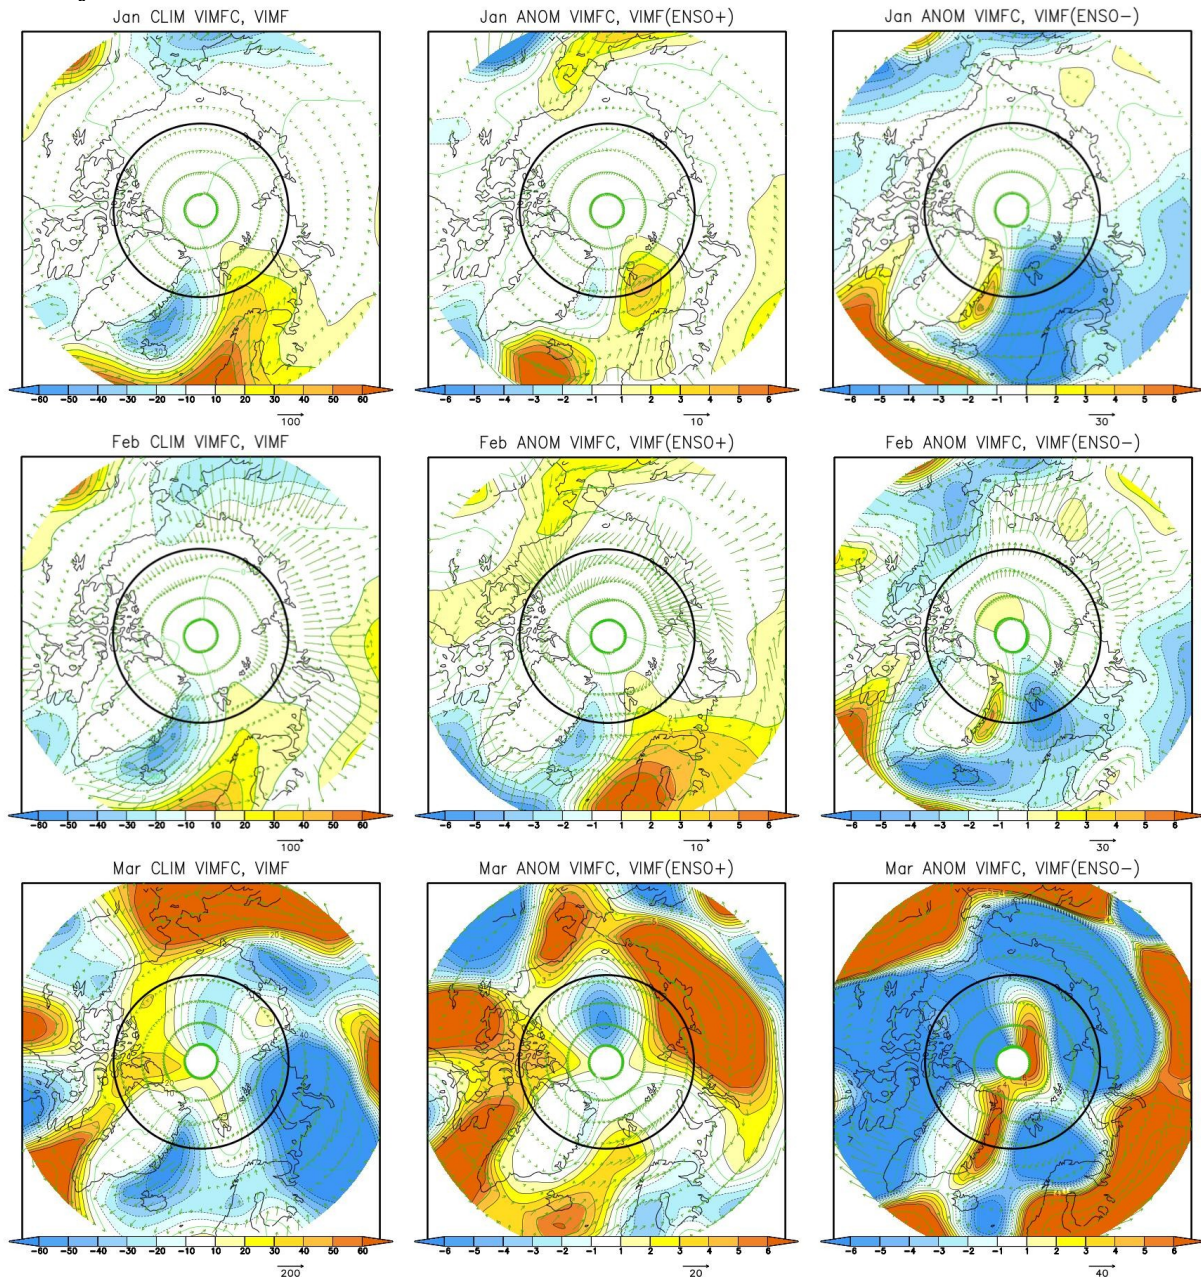 Jan CLIM VIMFC, VIMF
Jan ANOM VIMFC, VIMF(ENSO+)
Jan ANOM VIMFC, VIMF(ENSO-)
-60 -50 -40 -30 -20 -10 10 20 30 40 50 60
100
-6 -5 -4 -3 -2 -1 1 2 3 4 5 6
10
-6 -5 -4 -3 -2 -1 1 2 3 4 5 6
30
Feb CLIM VIMFC, VIMF
Feb ANOM VIMFC, VIMF(ENSO+)
Feb ANOM VIMFC, VIMF(ENSO-)
-60 -50 -40 -30 -20 -10 10 20 30 40 50 60
100
-6 -5 -4 -3 -2 -1 1 2 3 4 5 6
10
-6 -5 -4 -3 -2 -1 1 2 3 4 5 6
30
Mar CLIM VIMFC, VIMF
Mar ANOM VIMFC, VIMF(ENSO+)
Mar ANOM VIMFC, VIMF(ENSO-)
-60 -50 -40 -30 -20 -10 10 20 30 40 50 60
200
-6 -5 -4 -3 -2 -1 1 2 3 4 5 6
20
-6 -5 -4 -3 -2 -1 1 2 3 4 5 6
40